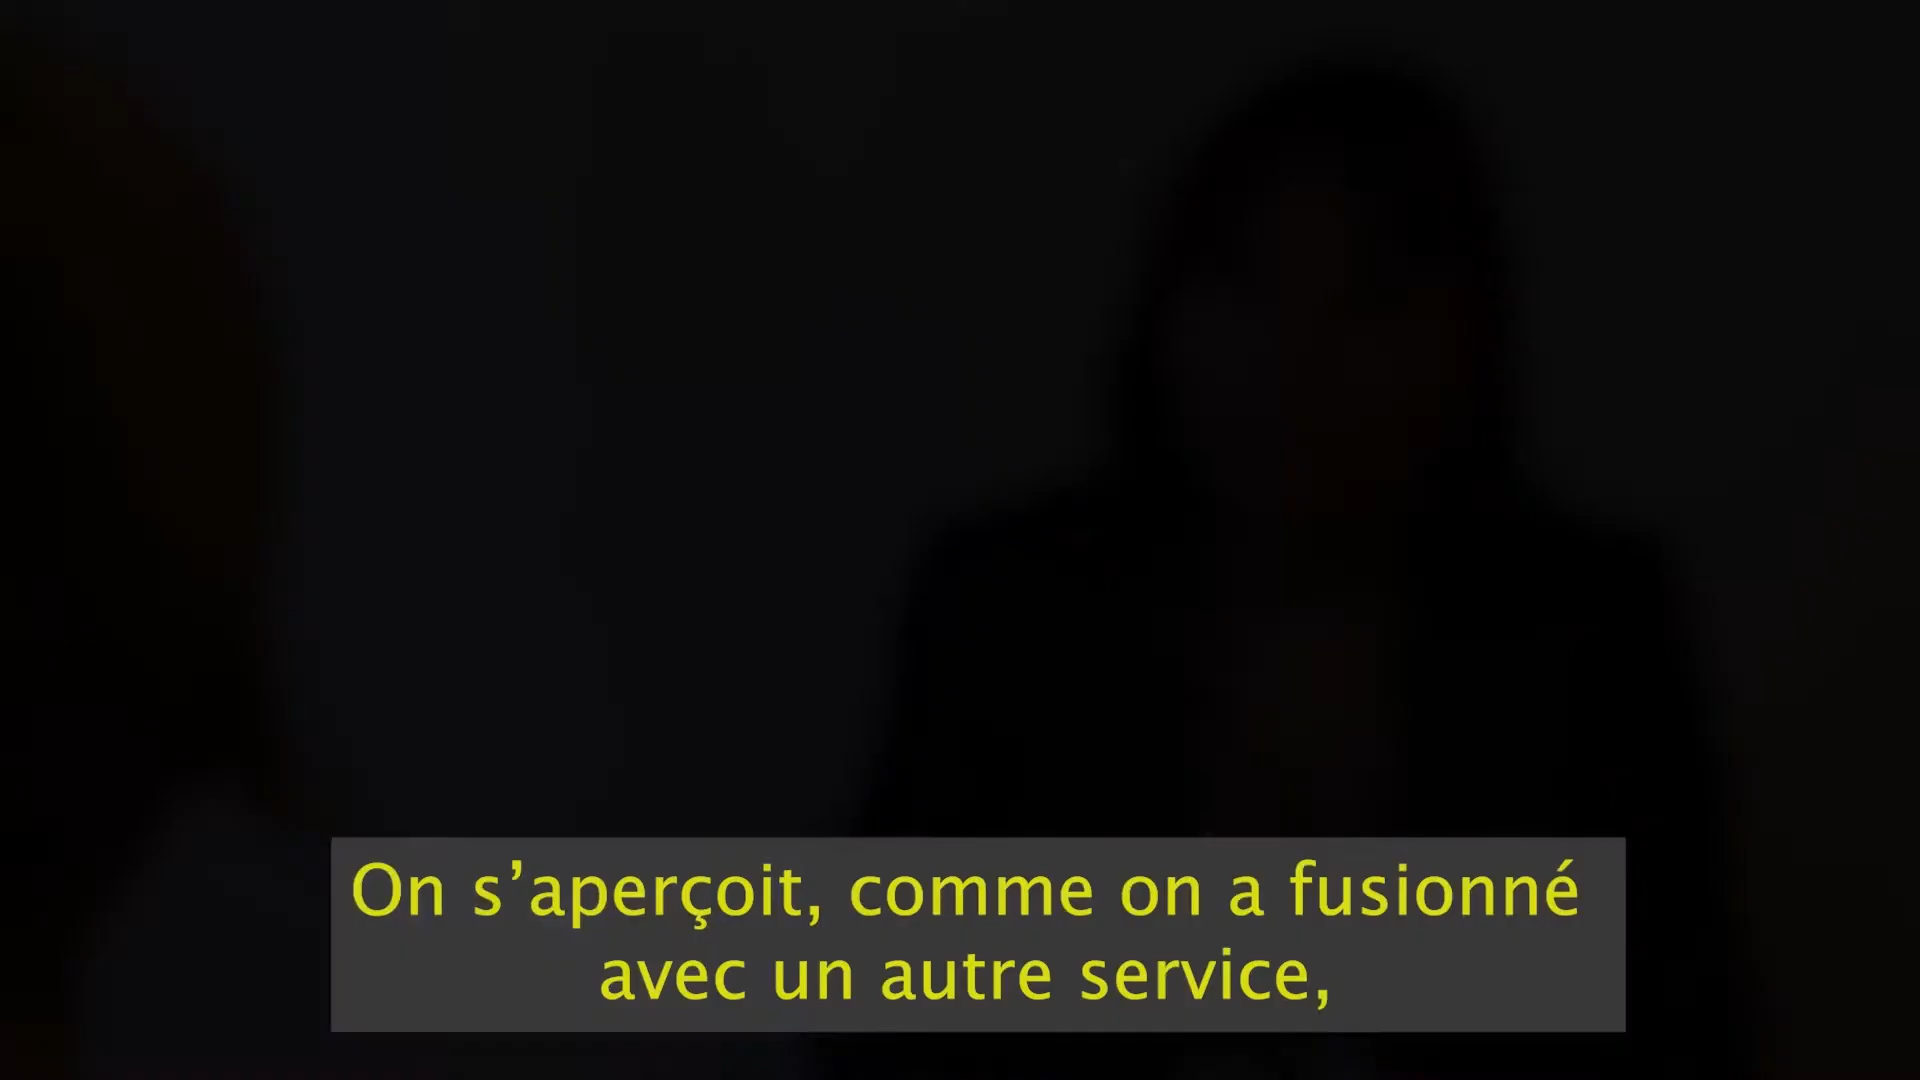 On s’aperçoit, comme on a fusionné
avec un autre service,